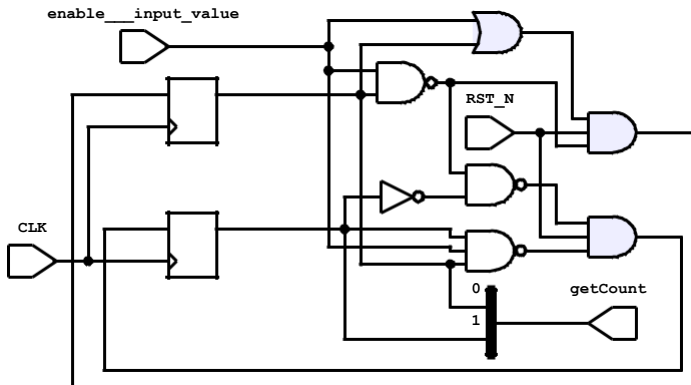 enable___input_value
RST_N
CLK
getCount
0
1